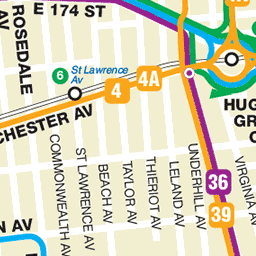 E 174 ST
ROSEDALE
St Lawrence
Av
6
4
4A
CHESTER AV
HUG
GR
C
COMMONWEALTH AV
ST LAWRENCE AV
BEACH AV
TAYLOR AV
THIERIOT AV
LELAND AV
UNDERHILL AV
VIRGINIA AV
36
39
N AV